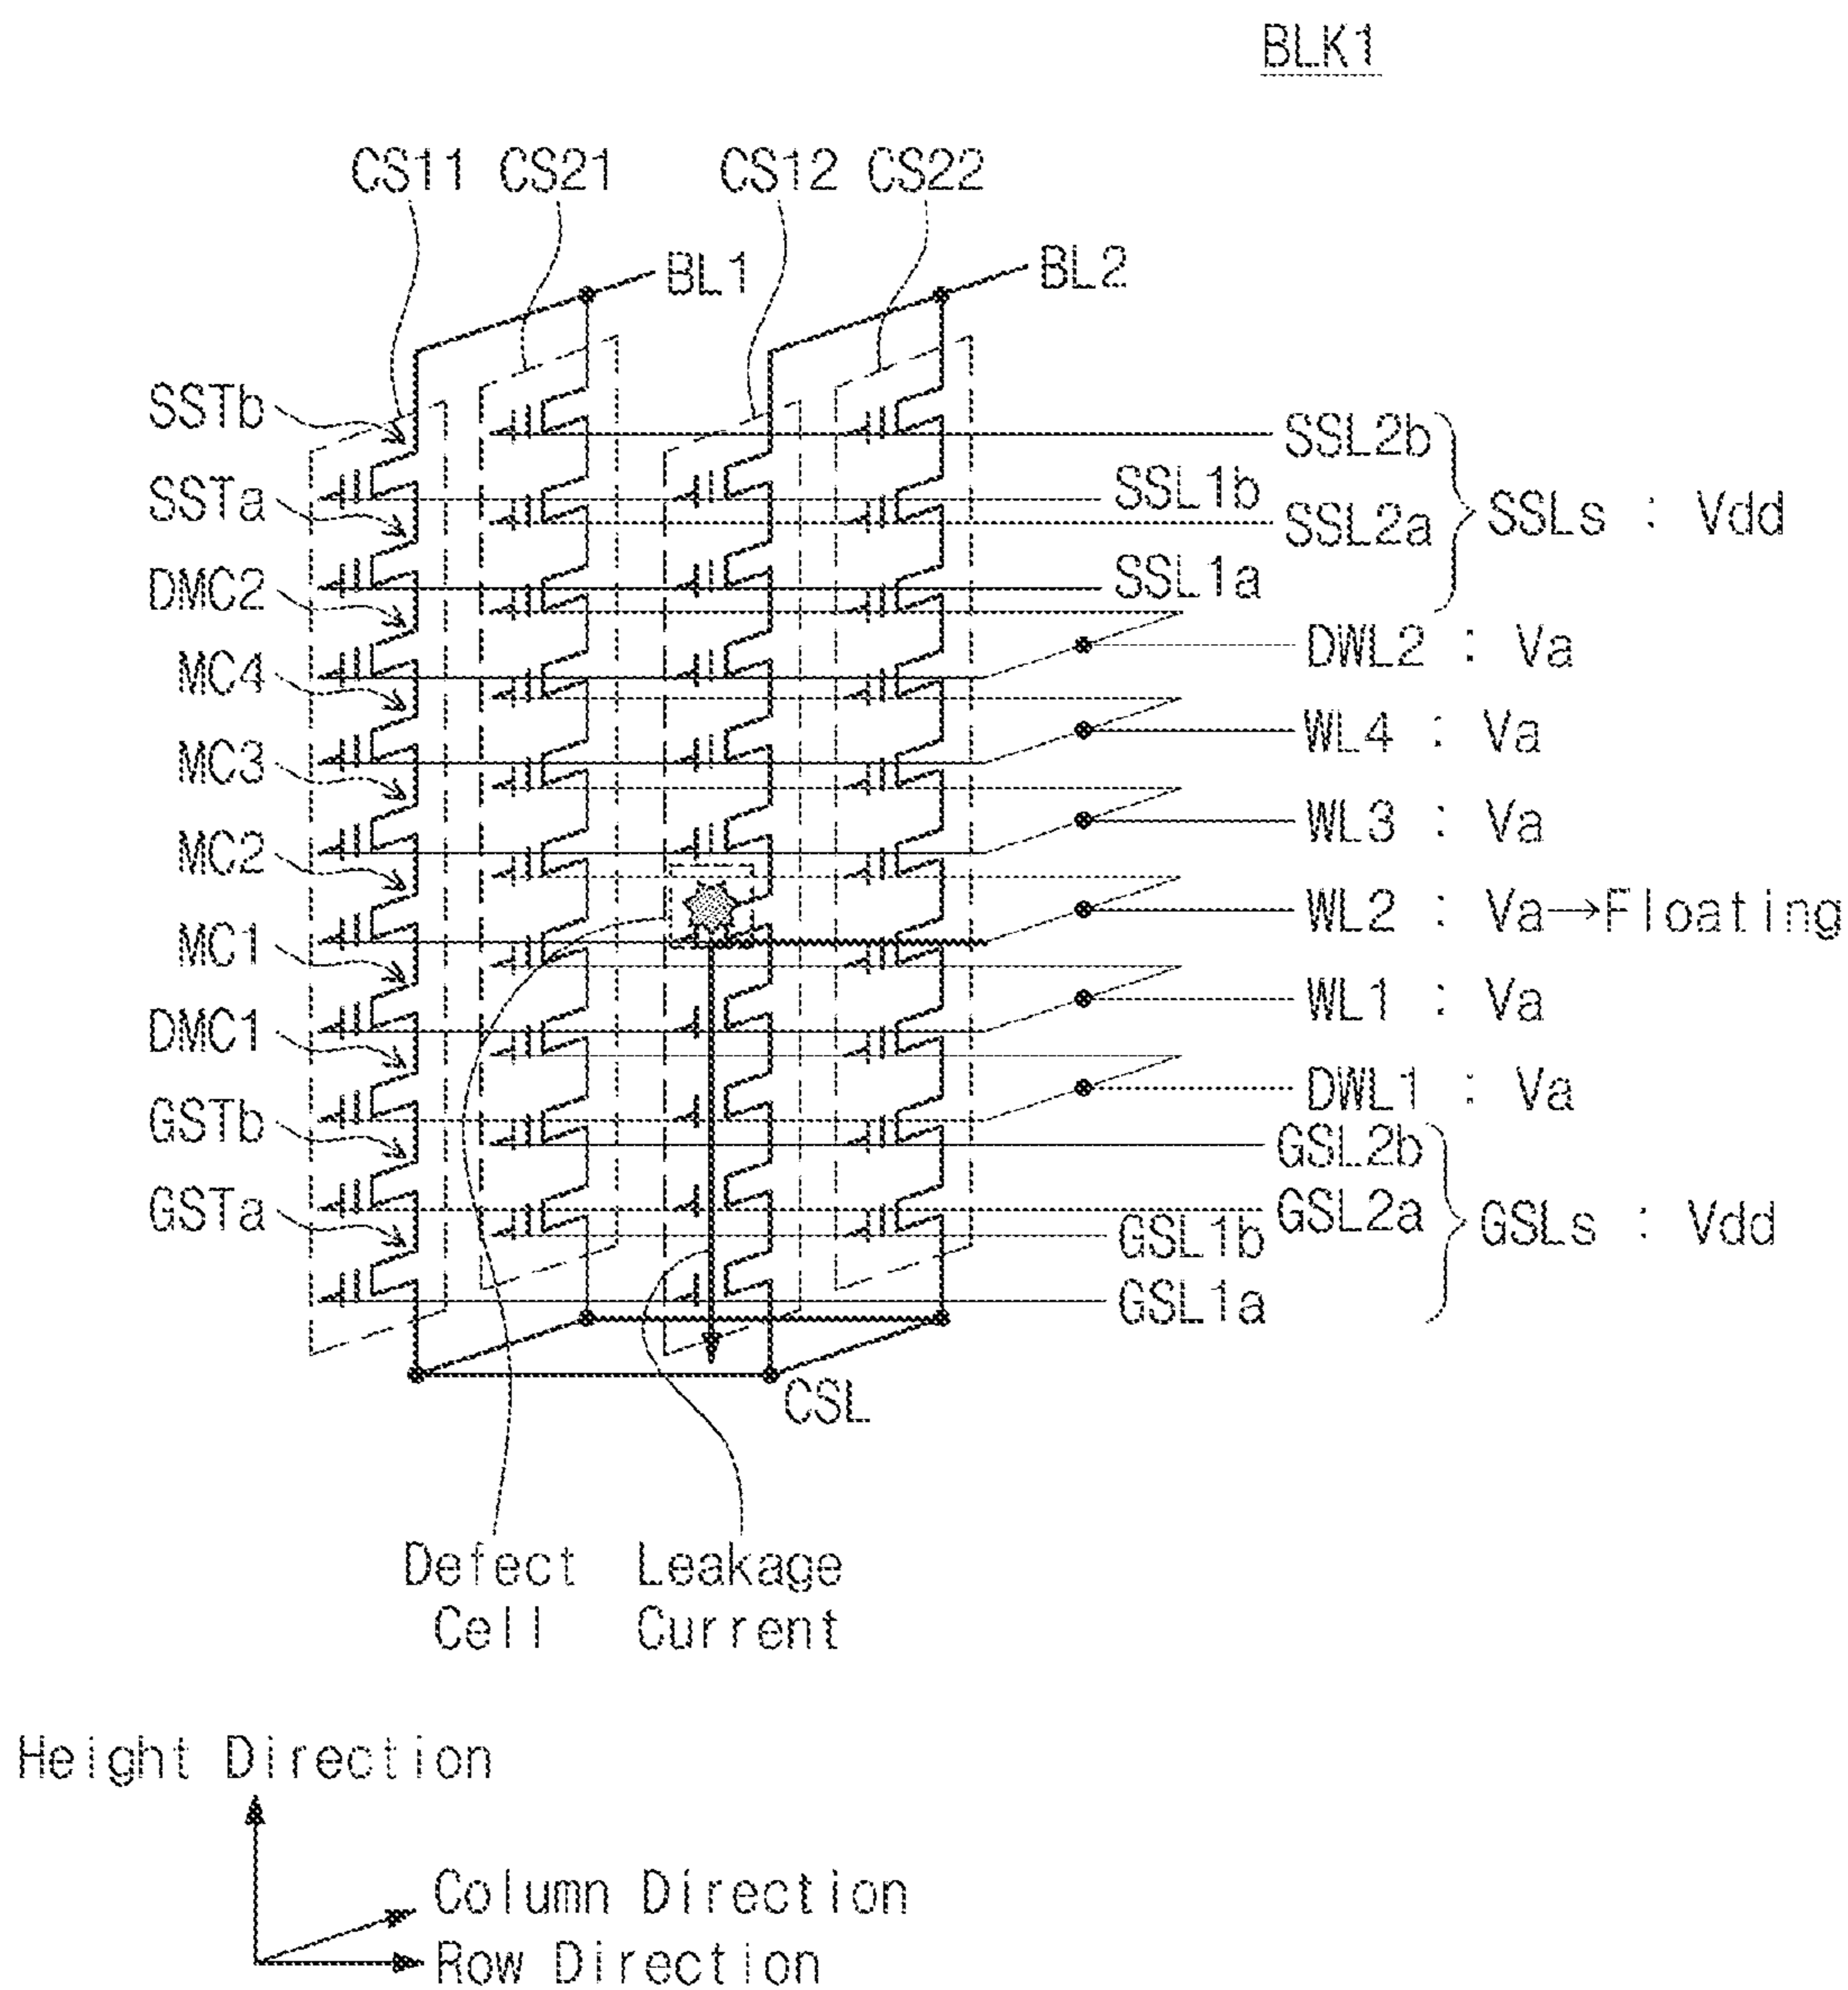 BLK1
CS11 CS21 CS12 CS22
BL1 BL2
SSTb
SSTa
DMC2
MC4
MC3
MC2
MC1
DMC1
GSTb
GSTa
SSL2b
SSL1b
SSL2a
SSL1a
SSLs : Vdd
DWL2 : Va
WL4 : Va
WL3 : Va
WL2 : Va→Floating
WL1 : Va
DWL1 : Va
GSL2b
GSL2a
GSL1b
GSL1a
GSLs : Vdd
CSL
Defect
Cell
Leakage
Current
Height Direction
Column Direction
Row Direction